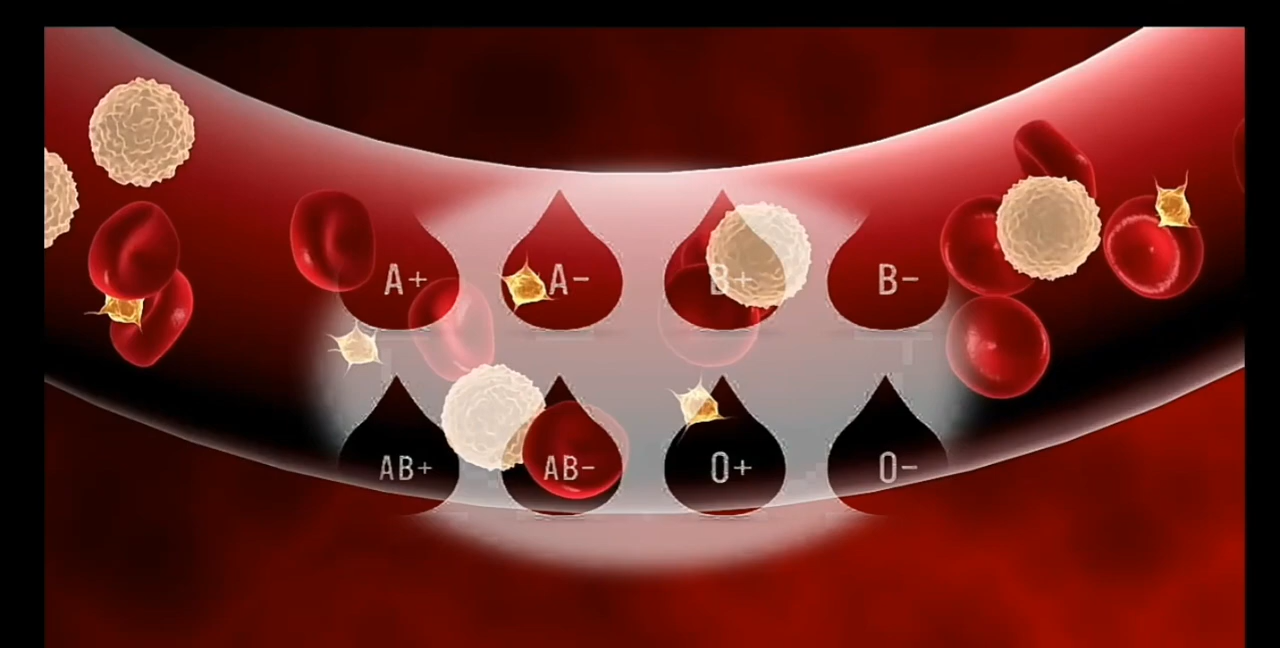 A+ A- B+ B-
AB+ AB- O+ O-